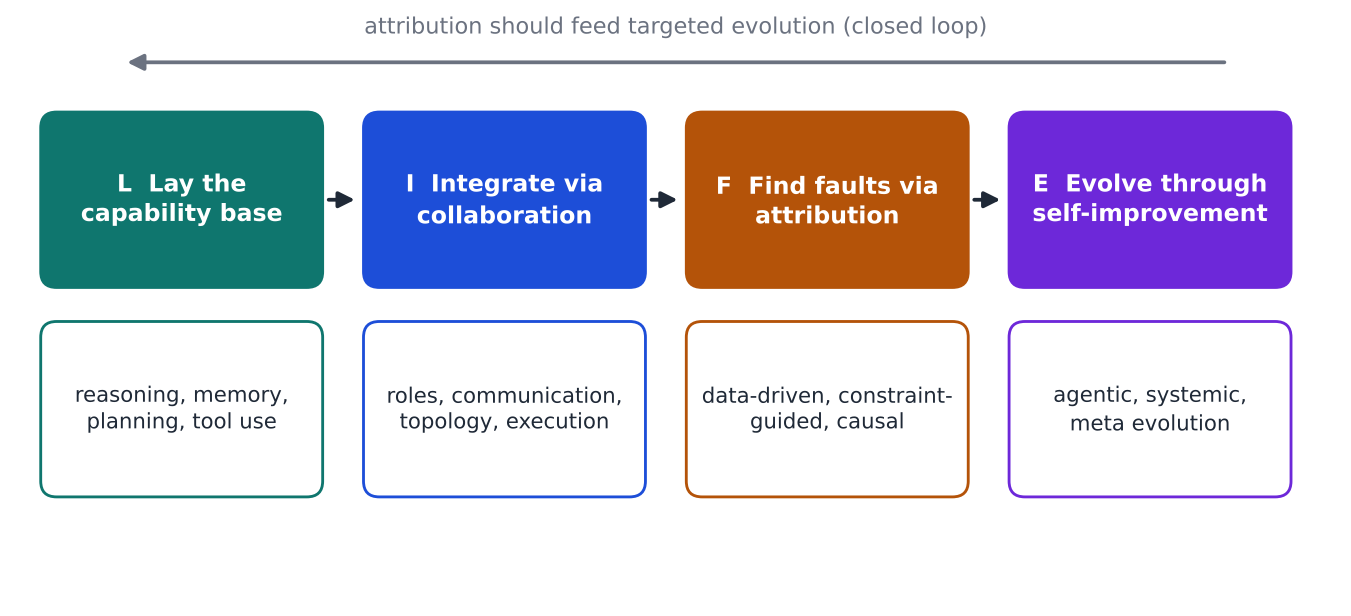 attribution should feed targeted evolution (closed loop)
L  Lay the
capability base
I  Integrate via
collaboration
F  Find faults via
attribution
E  Evolve through
self-improvement
reasoning, memory,
planning, tool use
roles, communication,
topology, execution
data-driven, constraint-
guided, causal
agentic, systemic,
meta evolution